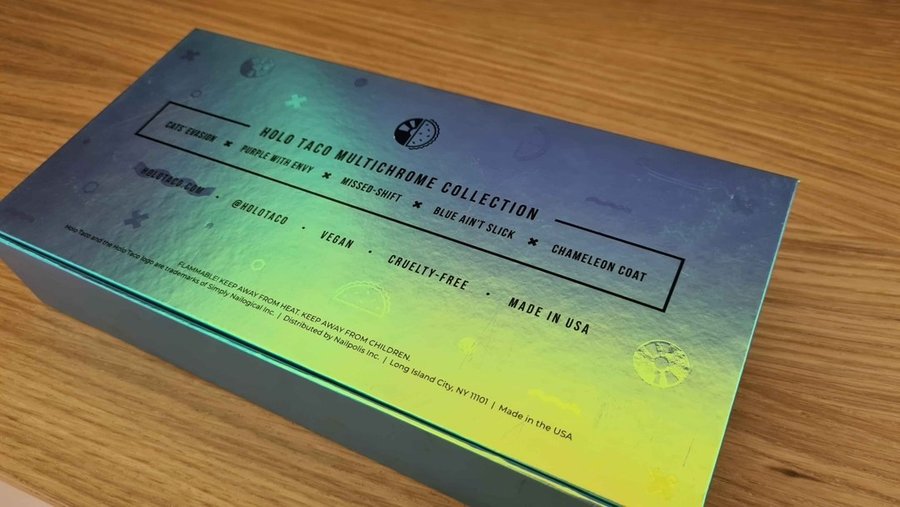 HOLO TACO MULTICHROME COLLECTION
CATS' EVASION × PURPLE WITH ENVY × MISSED-SHIFT × BLUE AIN'T SLICK × CHAMELEON COAT
HOLOTACO.COM · @HOLOTACO · VEGAN · CRUELTY-FREE · MADE IN USA
FLAMMABLE! KEEP AWAY FROM HEAT. KEEP AWAY FROM CHILDREN.
Holo Taco and the Holo Taco logo are trademarks of Simply Nailogical Inc. | Distributed by Nailpolis Inc. | Long Island City, NY 11101 | Made in the USA